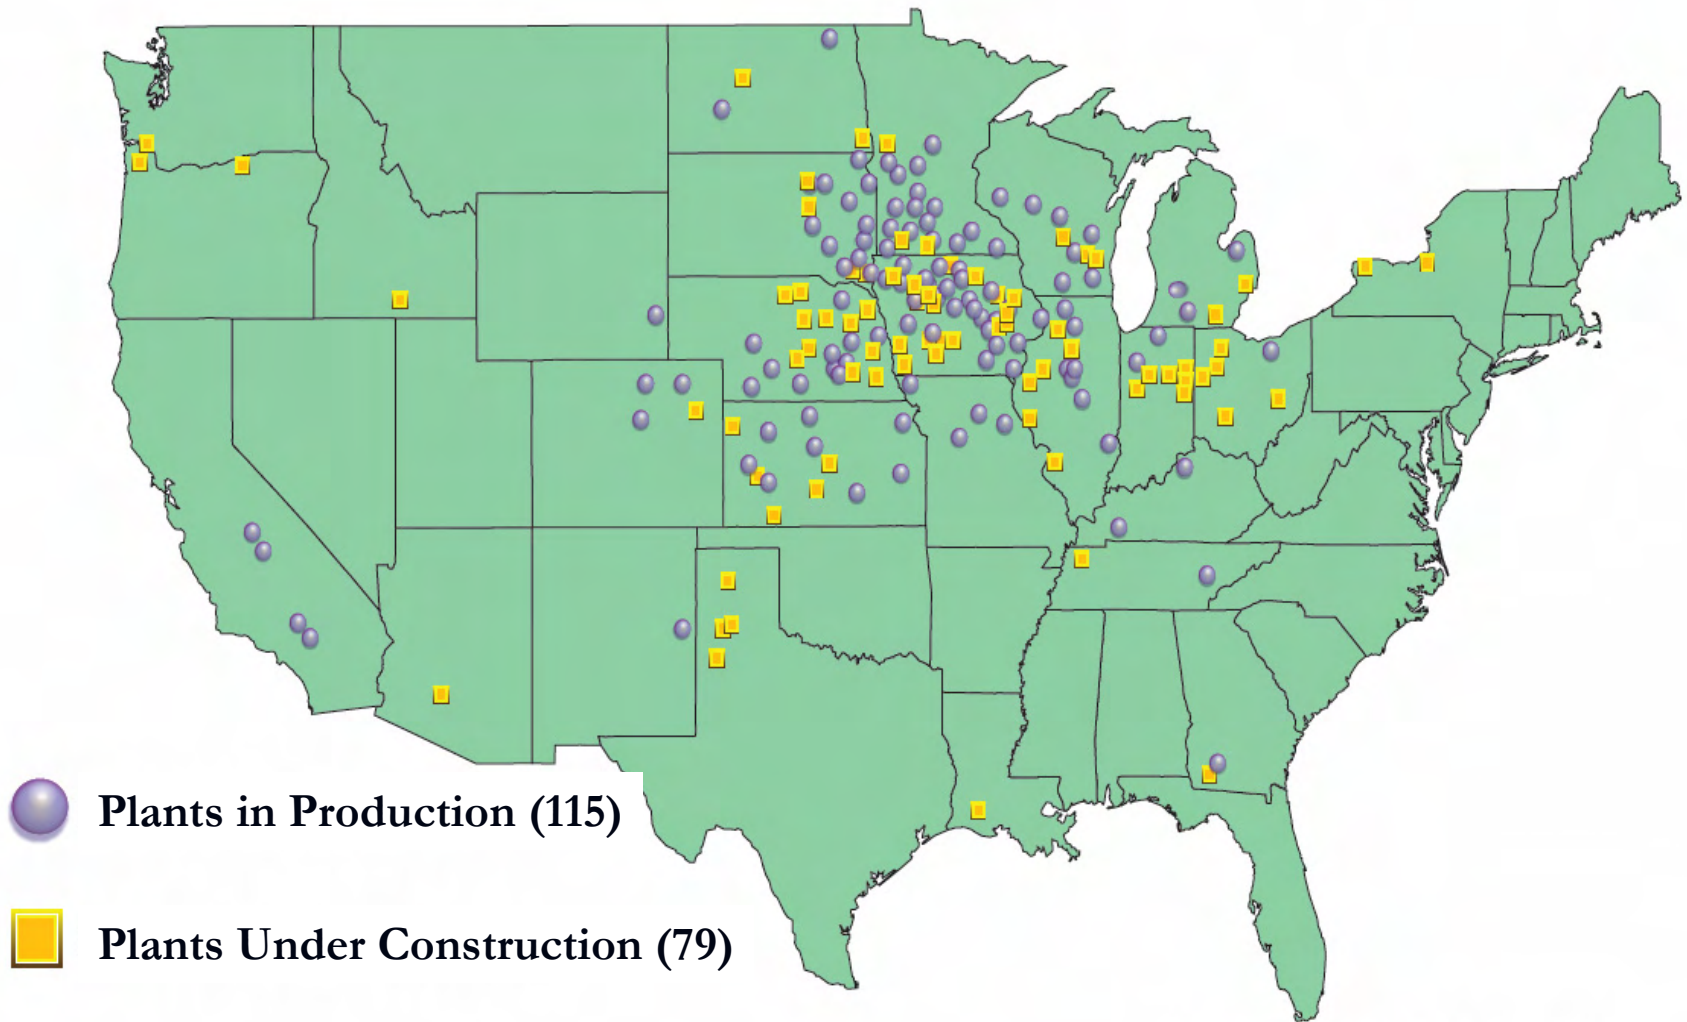 Plants in Production (115)
Plants Under Construction (79)